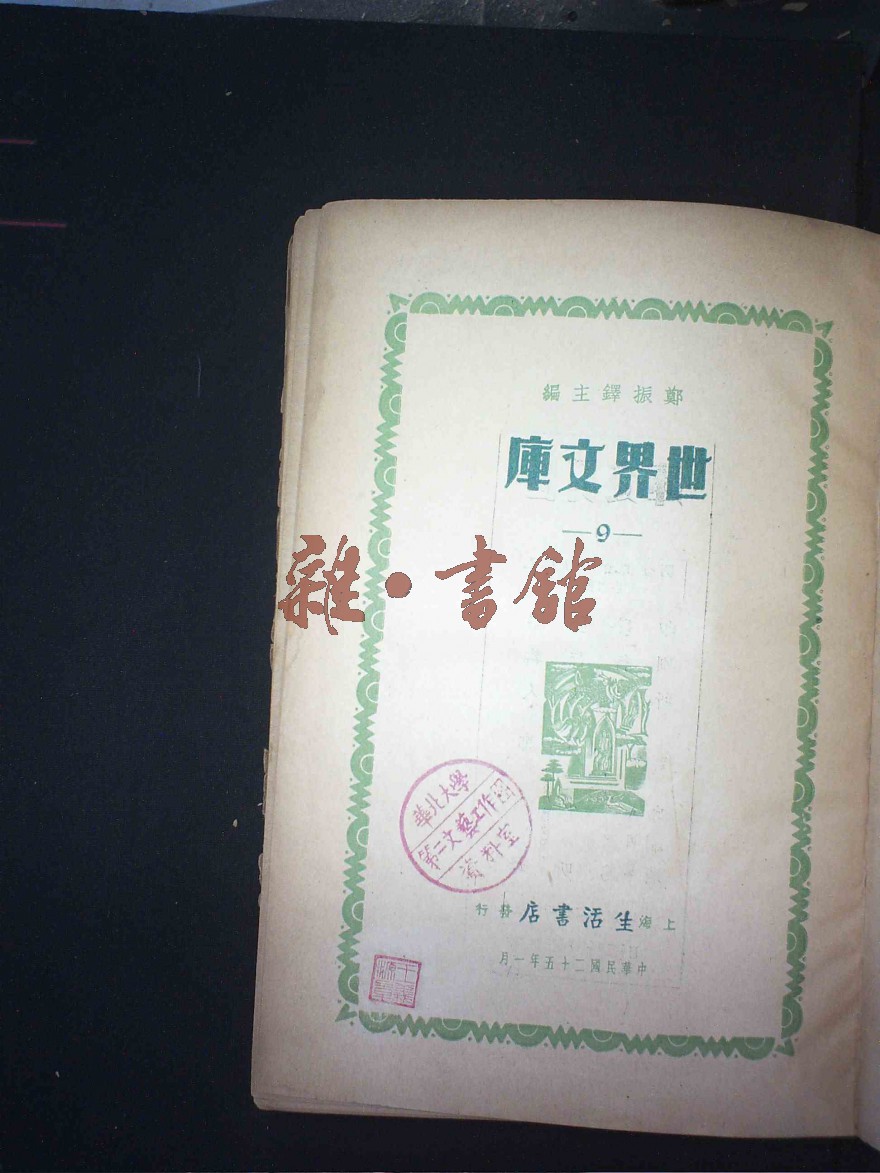 鄭振鐸主編
世界文庫
—9—
雜·書館
華北大學
第二文藝工作团
資料室
上海生活書店發行
中華民國二十五年一月